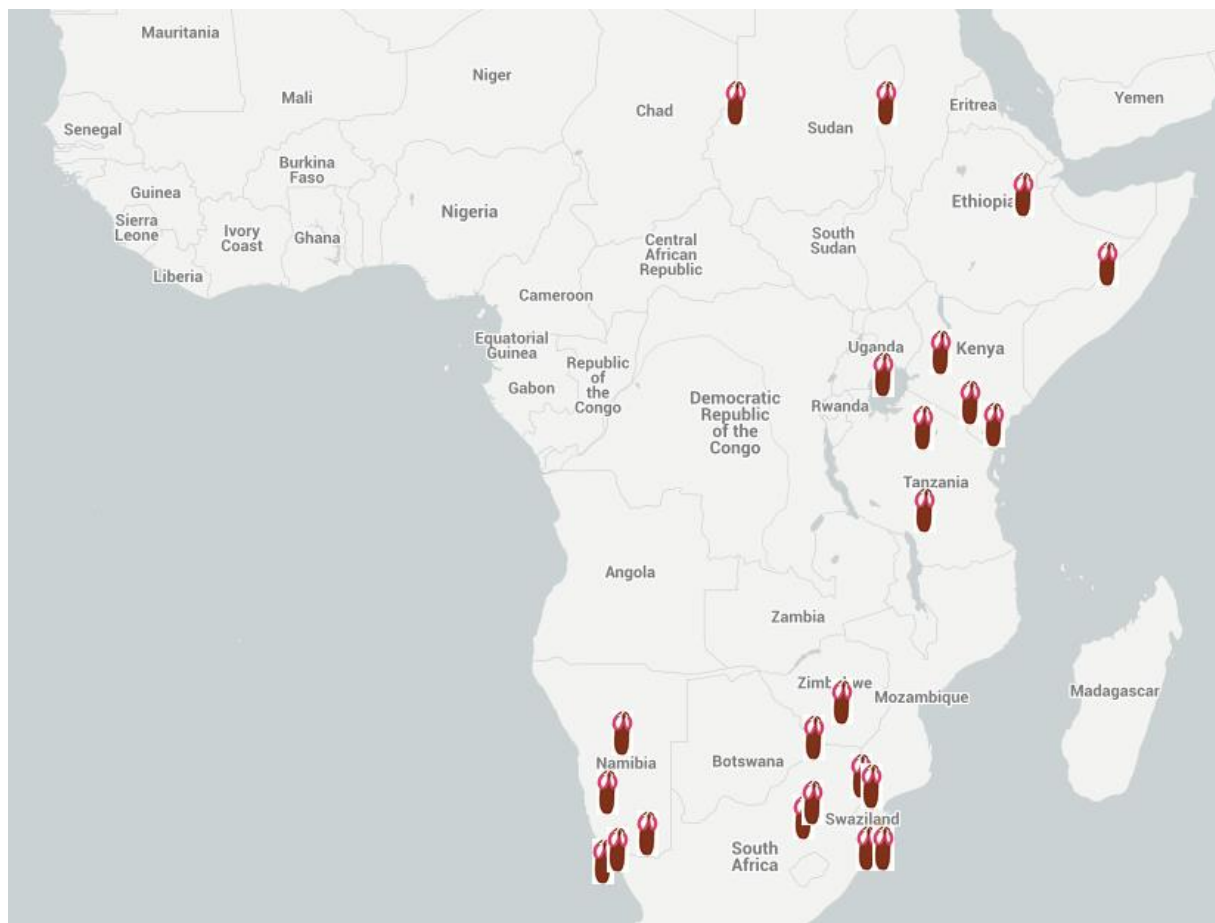 Mauritania
Niger
Mali
Chad
Sudan
Eritrea
Yemen
Senegal
Burkina
Faso
Guinea
Sierra
Leone
Ivory
Coast
Ghana
Nigeria
Ethiopia
Liberia
Central
African
Republic
South
Sudan
Cameroon
Equatorial
Guinea
Gabon
Republic
of
the
Congo
Uganda
Kenya
Rwanda
Democratic
Republic
of the
Congo
Tanzania
Angola
Zambia
Zimbabwe
Mozambique
Madagascar
Namibia
Botswana
Swaziland
South
Africa